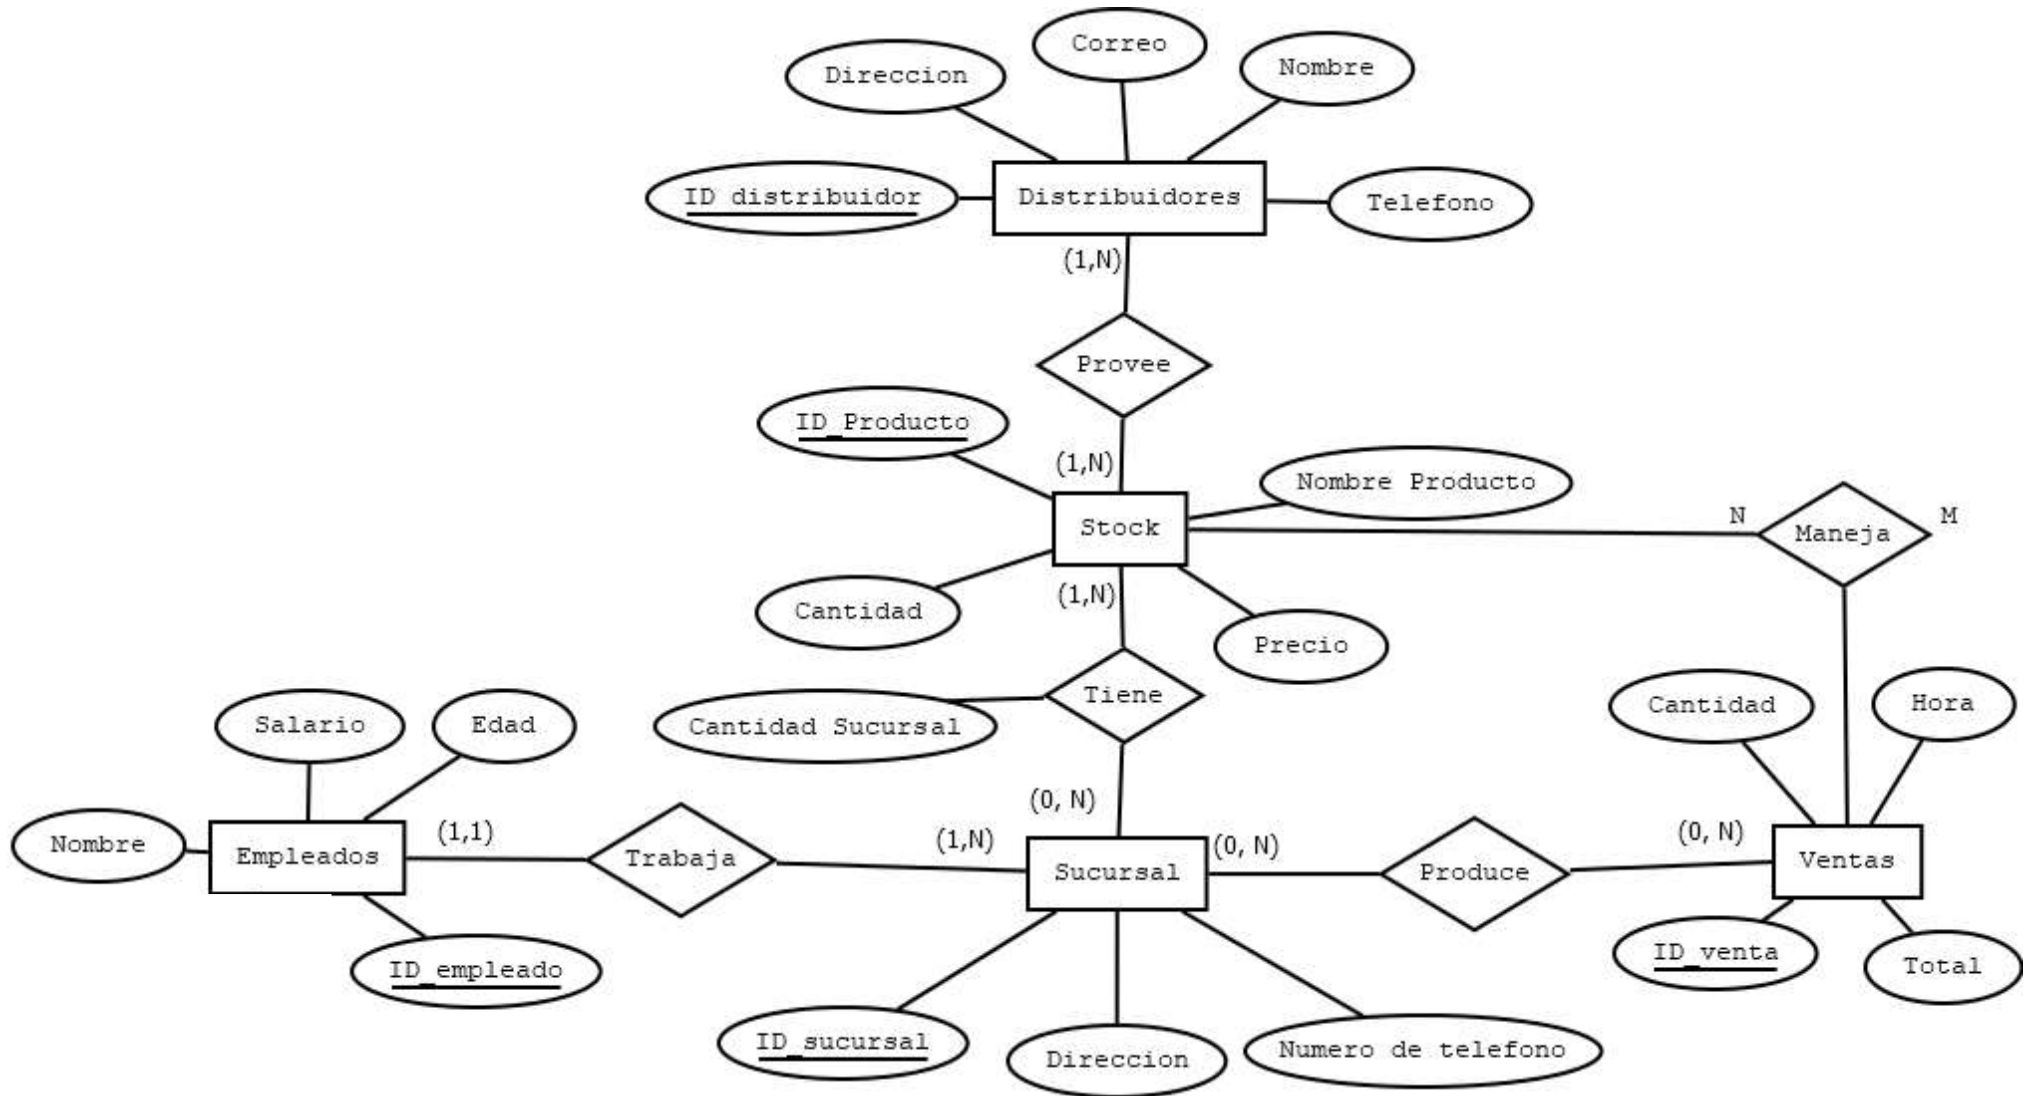 Correo
Direccion
Nombre
ID distribuidor
Distribuidores
Telefono
(1,N)
Provee
ID_Producto
(1,N)
Nombre Producto
Stock
N
Maneja
M
Cantidad
(1,N)
Precio
Tiene
Cantidad Sucursal
Salario
Edad
Cantidad
Hora
(0, N)
Nombre
Empleados
(1,1)
Trabaja
(1,N)
Sucursal
(0, N)
Produce
(0, N)
Ventas
ID_empleado
ID_venta
Total
ID_sucursal
Direccion
Numero de telefono